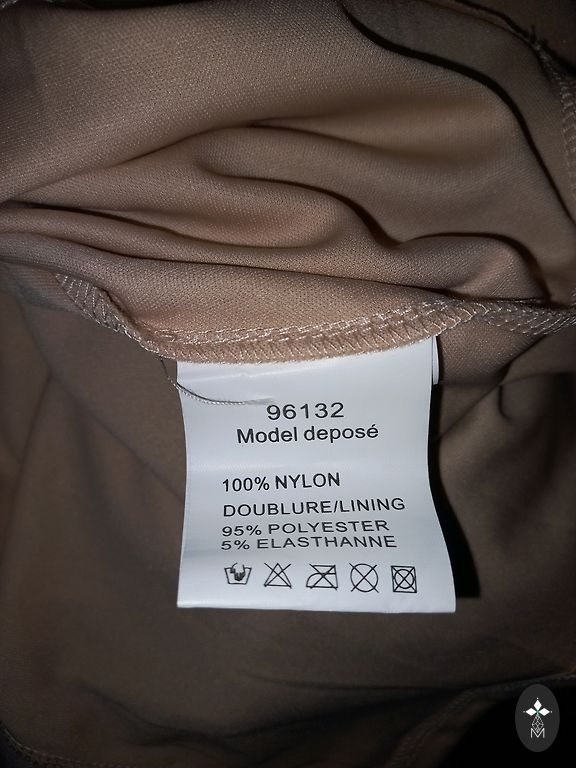 96132
Model deposé
100% NYLON
DOUBLURE/LINING
95% POLYESTER
5% ELASTHANNE
M